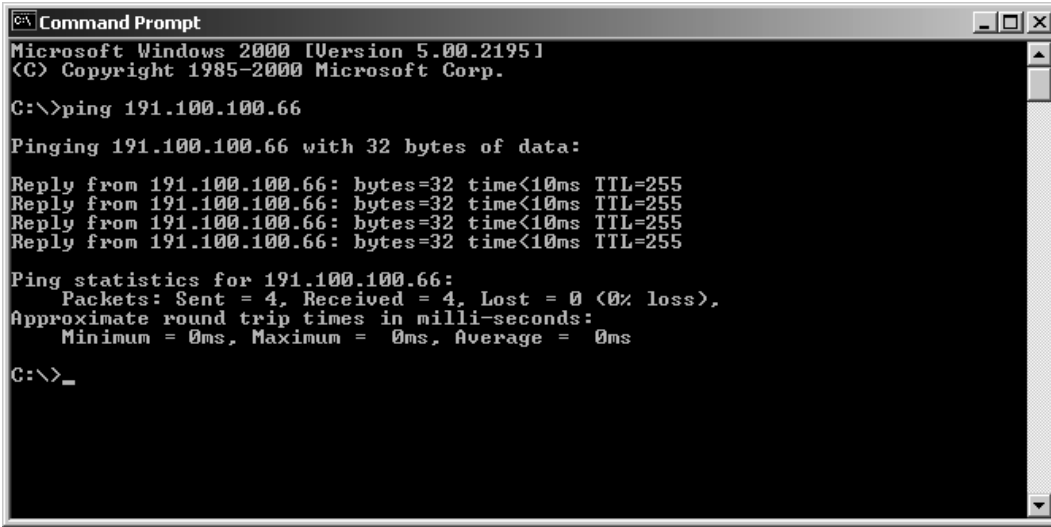 Command Prompt
Microsoft Windows 2000 [Version 5.00.2195]
(C) Copyright 1985-2000 Microsoft Corp.
C:\>ping 191.100.100.66
Pinging 191.100.100.66 with 32 bytes of data:
Reply from 191.100.100.66: bytes=32 time<10ms TTL=255
Reply from 191.100.100.66: bytes=32 time<10ms TTL=255
Reply from 191.100.100.66: bytes=32 time<10ms TTL=255
Reply from 191.100.100.66: bytes=32 time<10ms TTL=255
Ping statistics for 191.100.100.66:
    Packets: Sent = 4, Received = 4, Lost = 0 (0% loss),
Approximate round trip times in milli-seconds:
    Minimum = 0ms, Maximum =  0ms, Average =  0ms
C:\>_